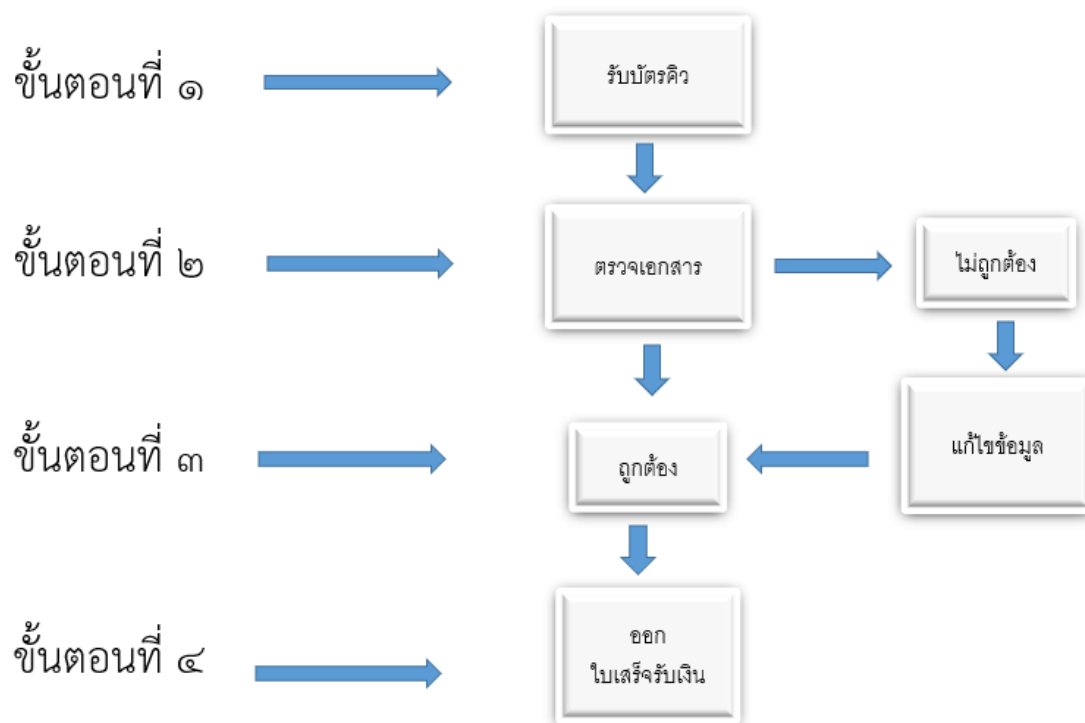 ขั้นตอนที่ ๑
รับบัตรคิว
ขั้นตอนที่ ๒
ตรวจเอกสาร
ไม่ถูกต้อง
ขั้นตอนที่ ๓
ถูกต้อง
แก้ไขข้อมูล
ขั้นตอนที่ ๔
ออก
ใบเสร็จรับเงิน